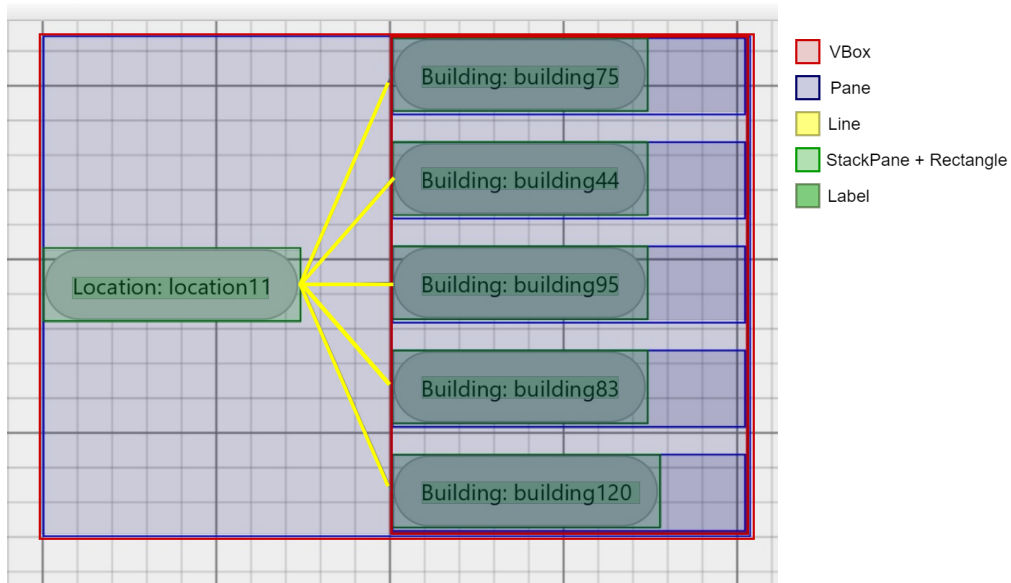 Building: building75
Building: building44
Location: location11
Building: building95
Building: building83
Building: building120
VBox
Pane
Line
StackPane + Rectangle
Label